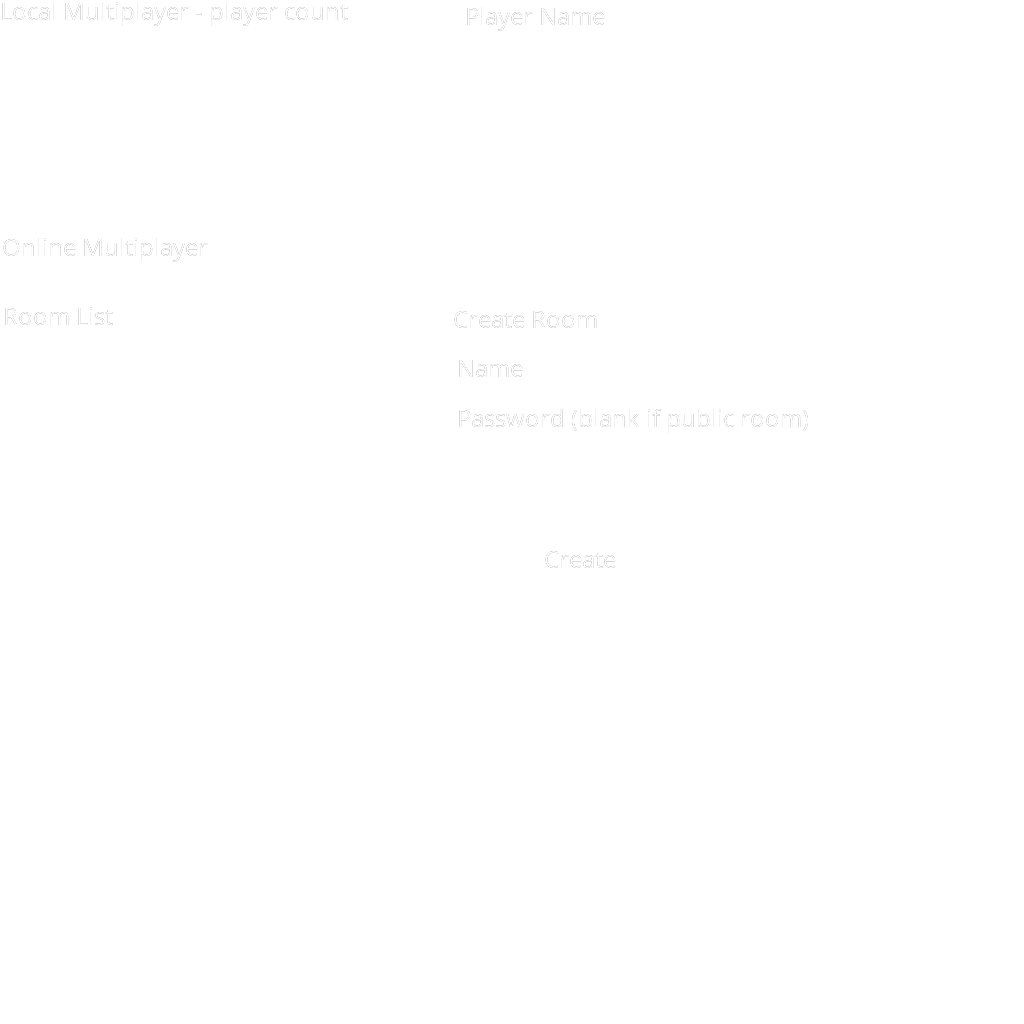 Local Multiplayer - player count
Player Name
Online Multiplayer
Room List
Create Room
Name
Password (blank if public room)
Create